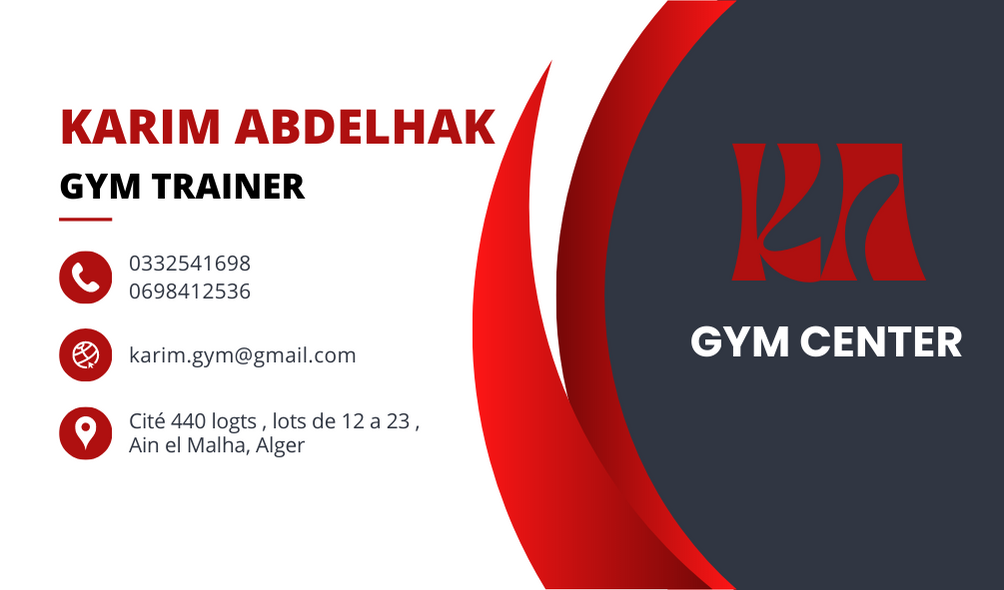 KARIM ABDELHAK
GYM TRAINER
0332541698
0698412536
karim.gym@gmail.com
Cité 440 logts , lots de 12 a 23 ,
Ain el Malha, Alger
KA
GYM CENTER